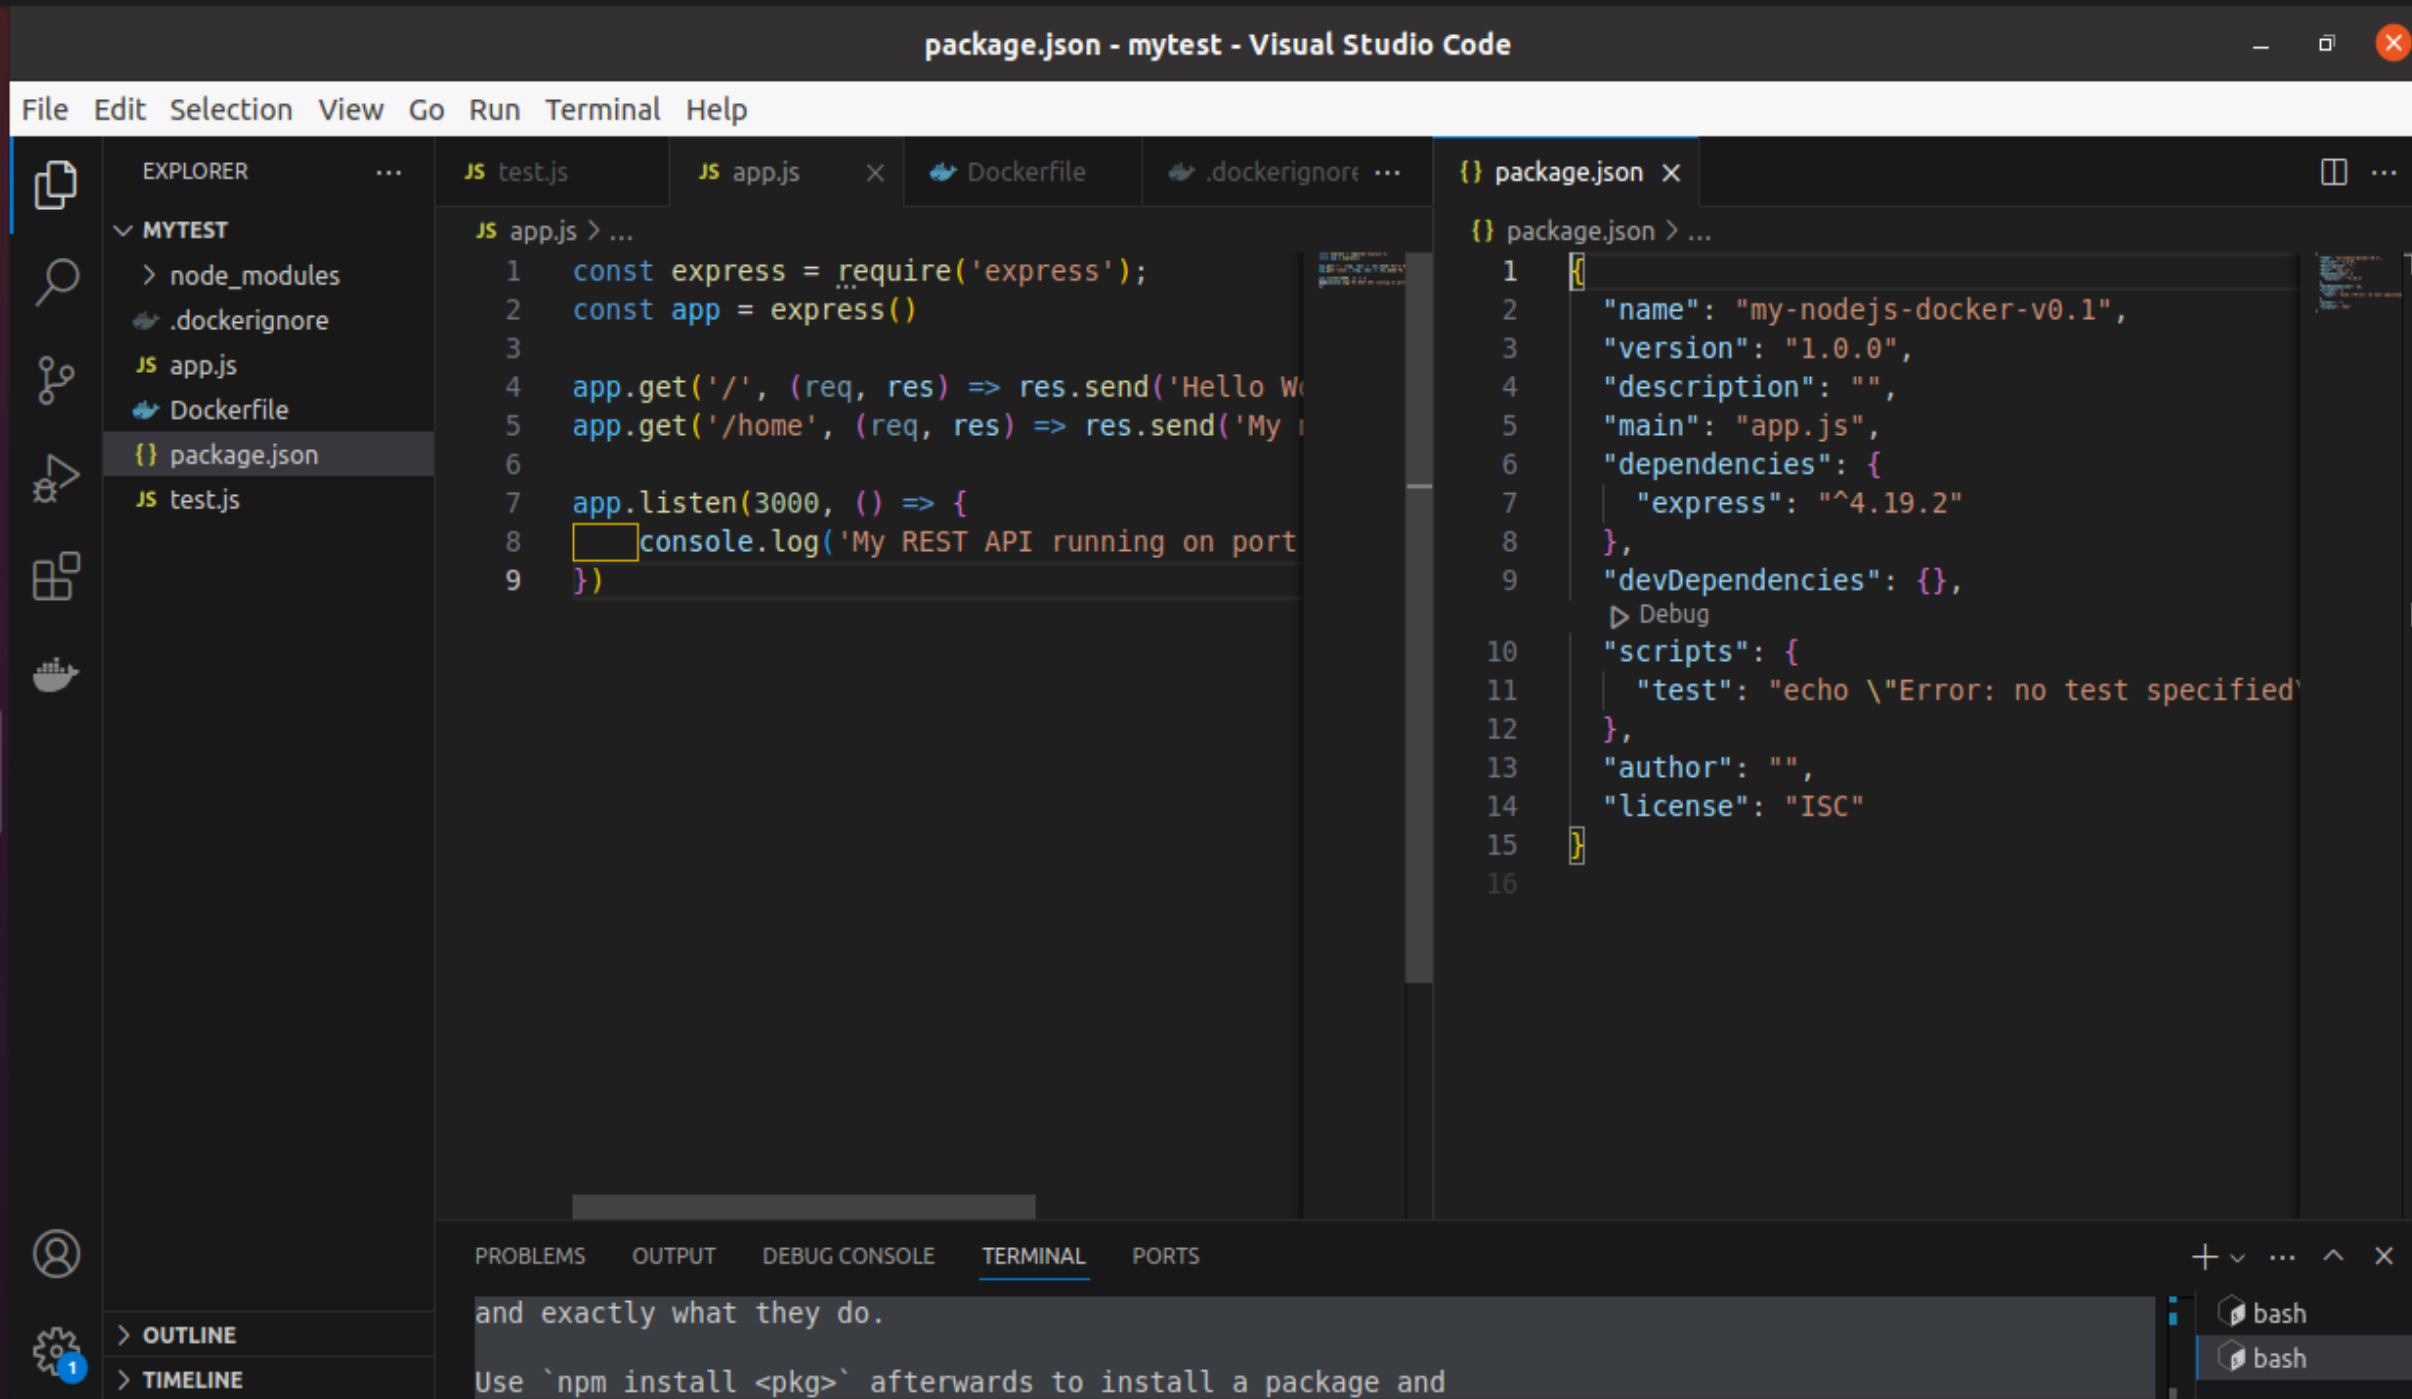 package.json - mytest - Visual Studio Code
File Edit Selection View Go Run Terminal Help
EXPLORER
MYTEST
node_modules
.dockerignore
JS app.js
Dockerfile
{} package.json
JS test.js
OUTLINE
TIMELINE
1
JS test.js JS app.js Dockerfile .dockerignore
JS app.js > ...
1 const express = require('express');
2 const app = express()
3
4 app.get('/', (req, res) => res.send('Hello
5 app.get('/home', (req, res) => res.send('My
6
7 app.listen(3000, () => {
8 console.log('My REST API running on port
9 })
{} package.json
{} package.json > ...
1 {
2 "name": "my-nodejs-docker-v0.1",
3 "version": "1.0.0",
4 "description": "",
5 "main": "app.js",
6 "dependencies": {
7 "express": "^4.19.2"
8 },
9 "devDependencies": {},
Debug
10 "scripts": {
11 "test": "echo \"Error: no test specified\
12 },
13 "author": "",
14 "license": "ISC"
15 }
16
PROBLEMS OUTPUT DEBUG CONSOLE TERMINAL PORTS
and exactly what they do.
Use `npm install <pkg>` afterwards to install a package and
bash
bash